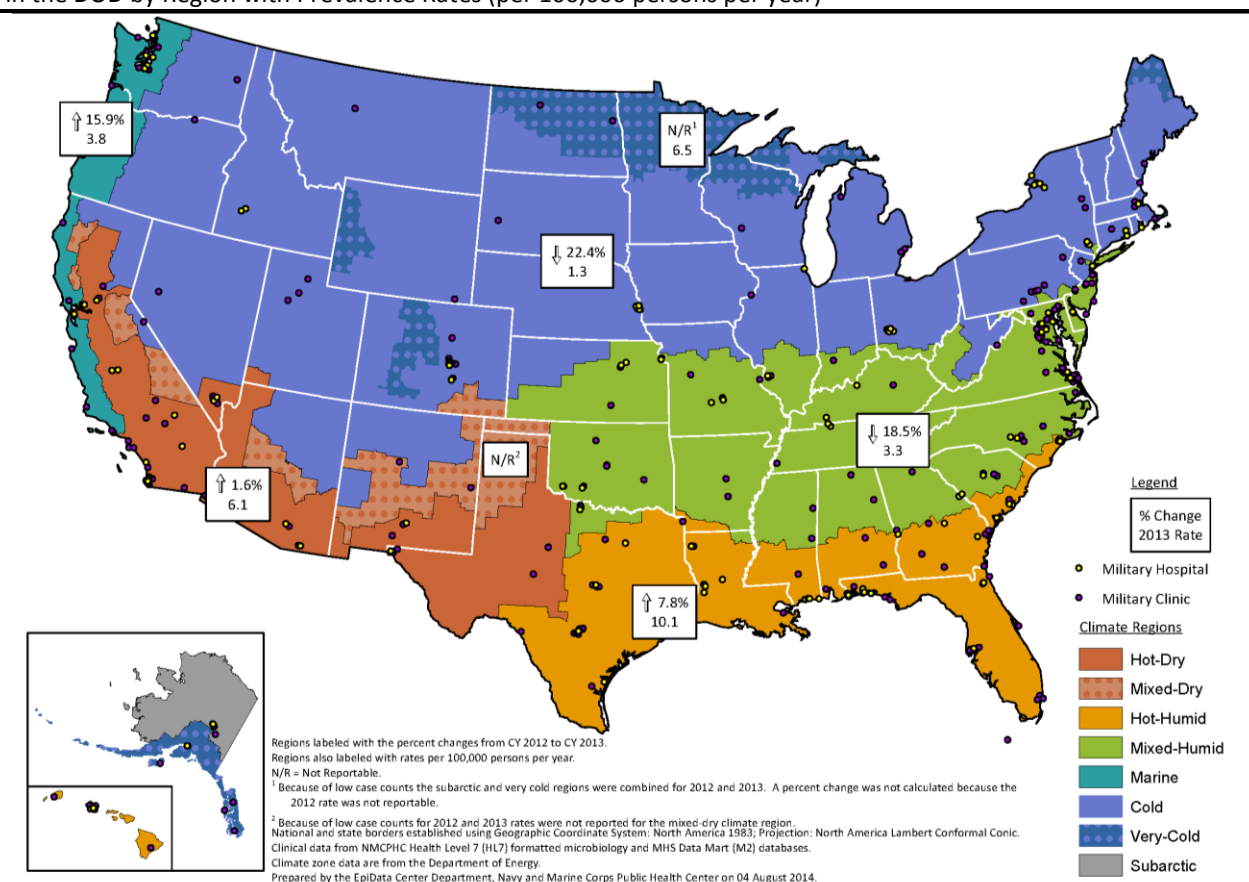 in the DOD by Region with Prevalence Rates (per 100,000 persons per year)
⇧ 15.9%
3.8
N/R¹
6.5
⇩ 22.4%
1.3
⇩ 18.5%
3.3
N/R²
⇧ 1.6%
6.1
⇧ 7.8%
10.1
Legend
% Change
2013 Rate
Military Hospital
Military Clinic
Climate Regions
Hot-Dry
Mixed-Dry
Hot-Humid
Mixed-Humid
Marine
Cold
Very-Cold
Subarctic
Regions labeled with the percent changes from CY 2012 to CY 2013.
Regions also labeled with rates per 100,000 persons per year.
N/R = Not Reportable.
¹ Because of low case counts the subarctic and very cold regions were combined for 2012 and 2013. A percent change was not calculated because the
2012 rate was not reportable.
² Because of low case counts for 2012 and 2013 rates were not reported for the mixed-dry climate region.
National and state borders established using Geographic Coordinate System: North America 1983; Projection: North America Lambert Conformal Conic.
Clinical data from NMCPHC Health Level 7 (HL7) formatted microbiology and MHS Data Mart (M2) databases.
Climate zone data are from the Department of Energy.
Prepared by the EpiData Center Department, Navy and Marine Corps Public Health Center on 04 August 2014.